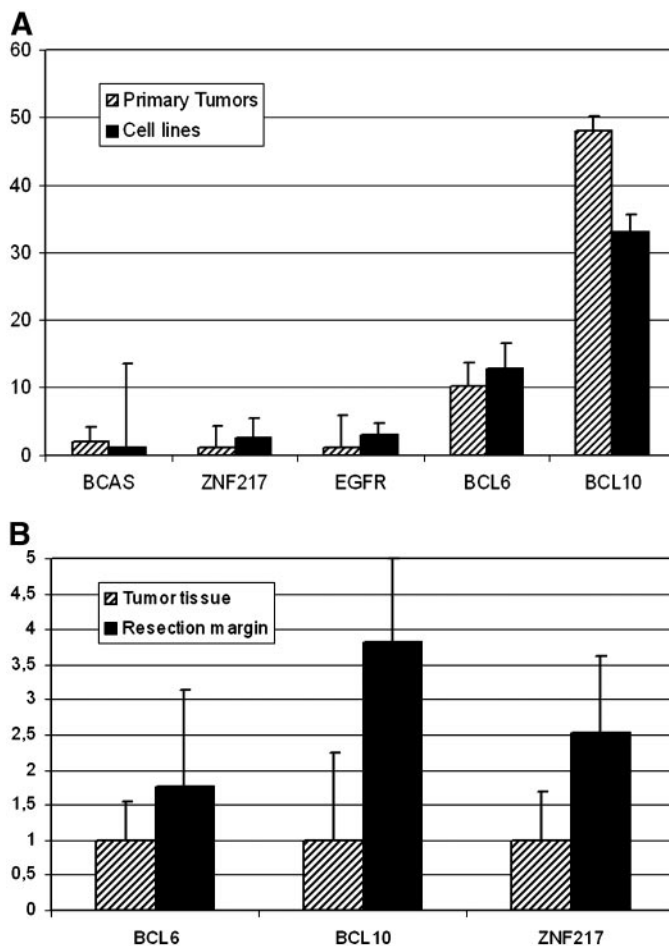 A
60
50
40
30
20
10
0
Primary Tumors
Cell lines
BCAS ZNF217 EGFR BCL6 BCL10
B
5
4,5
4
3,5
3
2,5
2
1,5
1
0,5
0
Tumor tissue
Resection margin
BCL6 BCL10 ZNF217